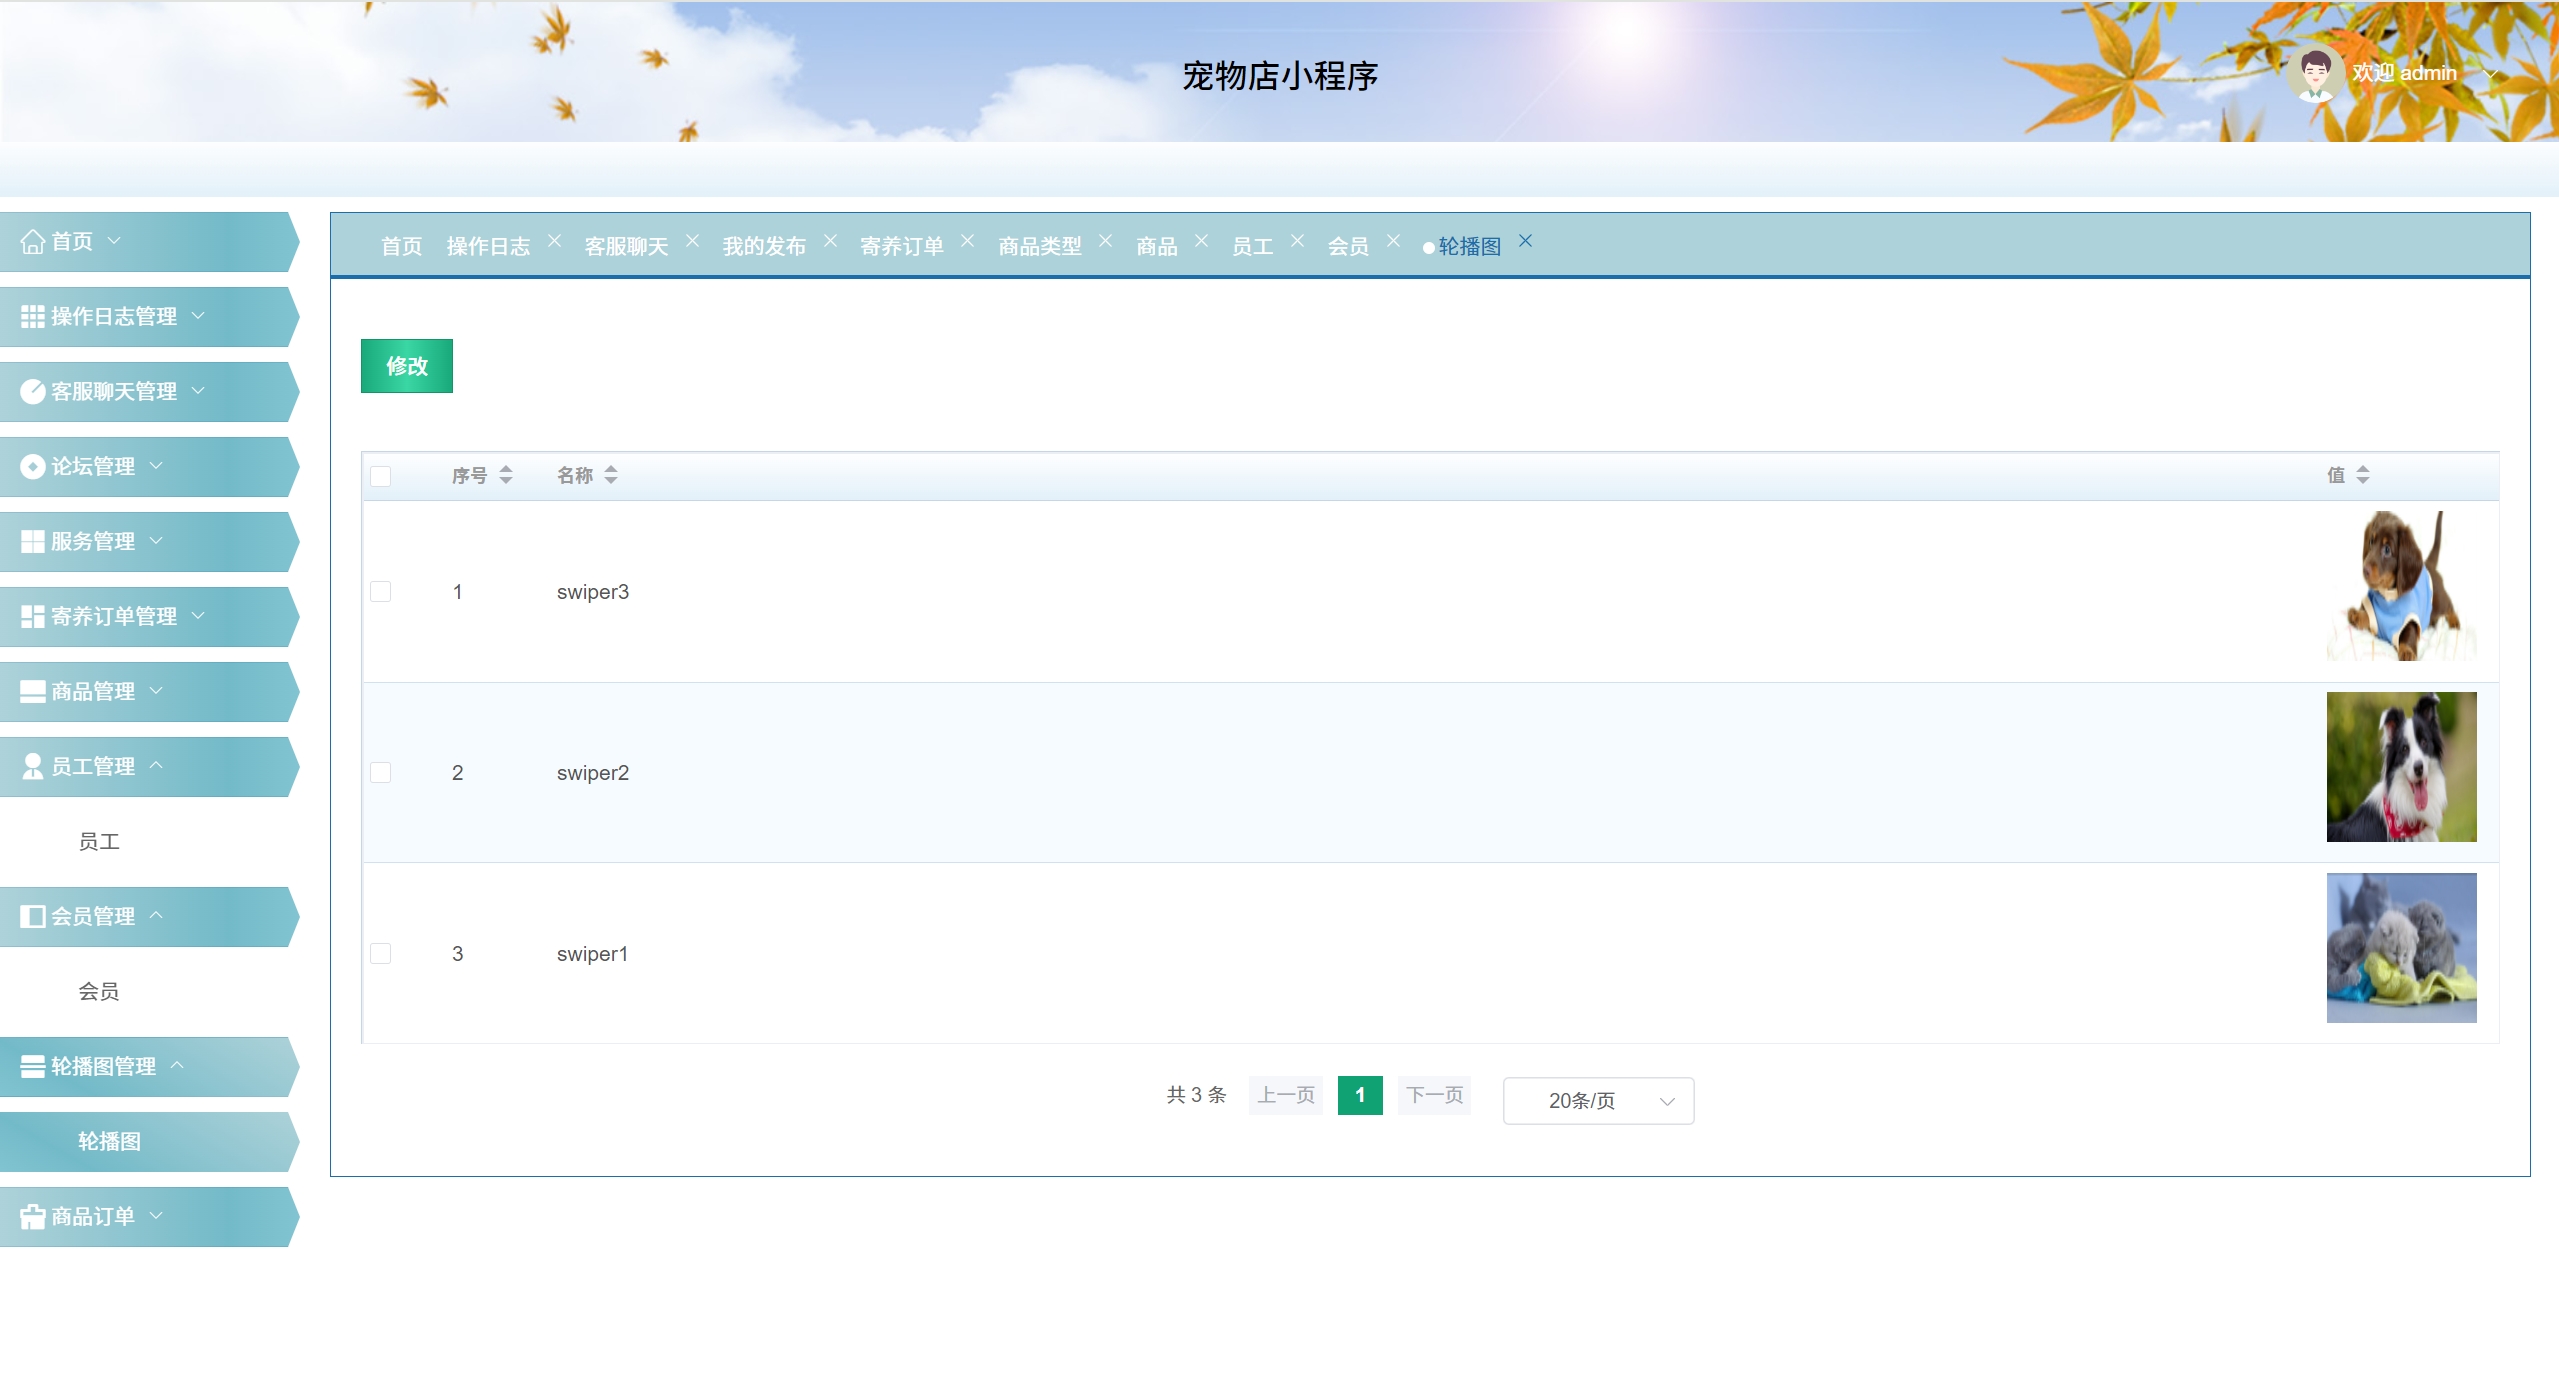 宠物店小程序
欢迎 admin
首页
操作日志管理
客服聊天管理
论坛管理
服务管理
寄养订单管理
商品管理
员工管理
员工
会员管理
会员
轮播图管理
轮播图
商品订单
首页 操作日志 客服聊天 我的发布 寄养订单 商品类型 商品 员工 会员 轮播图
修改
序号 名称 值
1 swiper3
2 swiper2
3 swiper1
共 3 条 上一页 1 下一页 20条/页